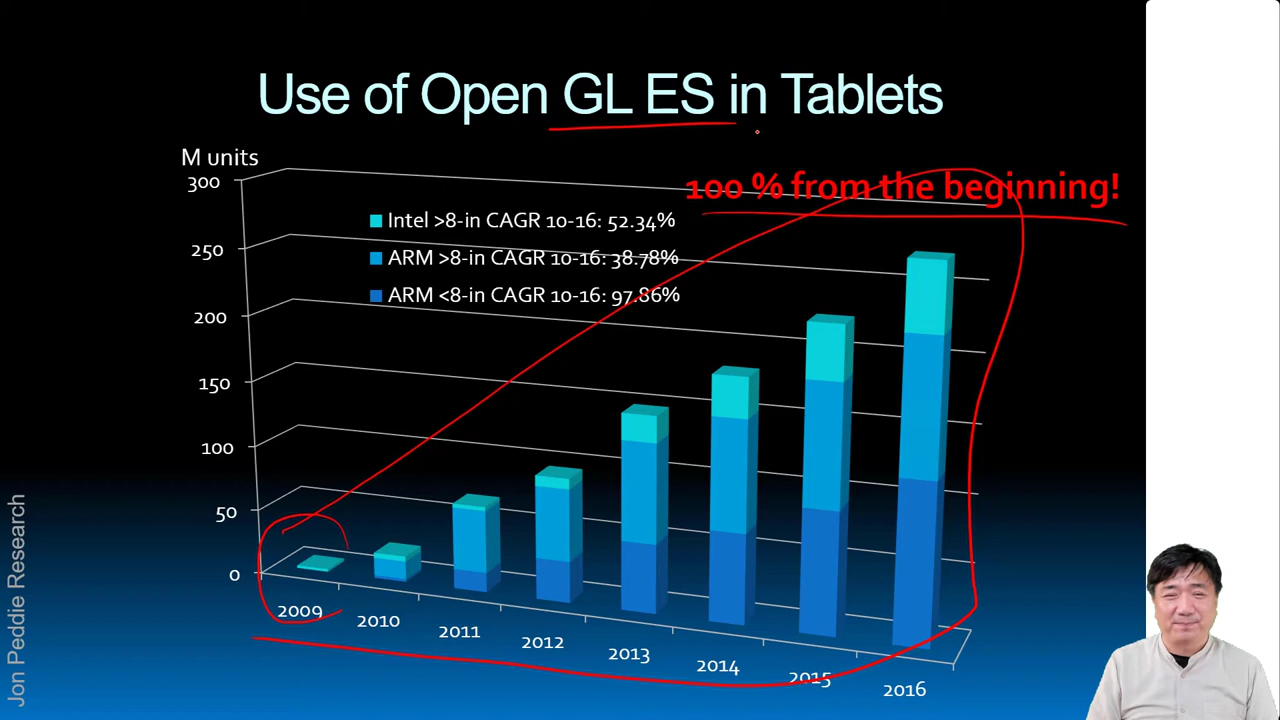 Use of Open GL ES in Tablets
M units
100 % from the beginning!
300
250
200
150
100
50
0
Intel >8-in CAGR 10-16: 52.34%
ARM >8-in CAGR 10-16: 38.78%
ARM <8-in CAGR 10-16: 97.86%
2009
2010
2011
2012
2013
2014
2015
2016
Jon Peddie Research